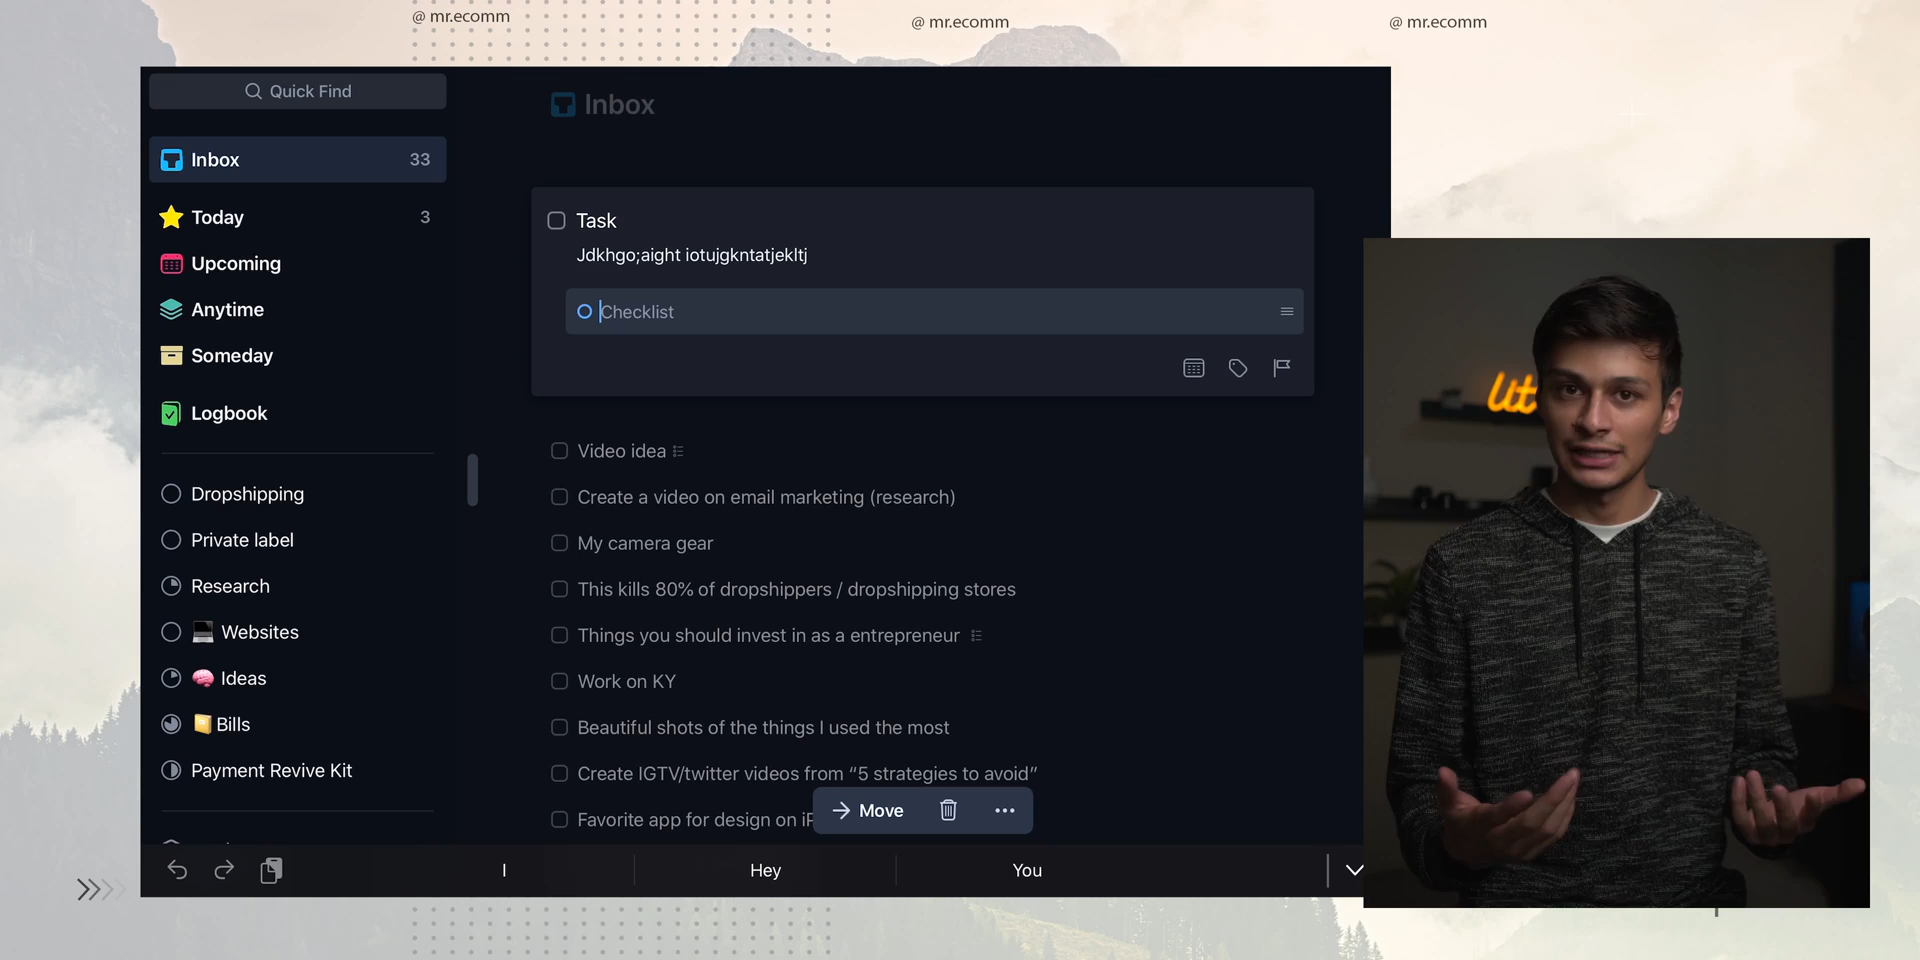 @ mr.ecomm
@ mr.ecomm
@ mr.ecomm
Quick Find
Inbox 33
Today 3
Upcoming
Anytime
Someday
Logbook
Dropshipping
Private label
Research
Websites
Ideas
Bills
Payment Revive Kit
Inbox
Task
Jdkhgo;aight iotujgkntatjekltj
Checklist
Video idea
Create a video on email marketing (research)
My camera gear
This kills 80% of dropshippers / dropshipping stores
Things you should invest in as a entrepreneur
Work on KY
Beautiful shots of the things I used the most
Create IGTV/twitter videos from “5 strategies to avoid”
Favorite app for design on
Move
I Hey You